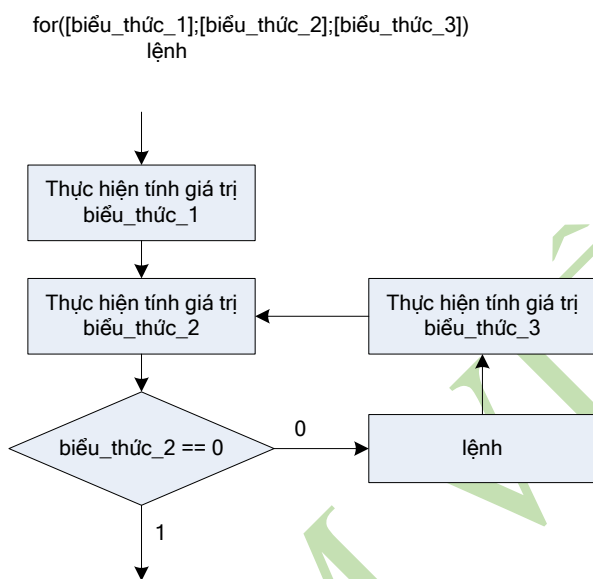 for([biểu_thức_1];[biểu_thức_2];[biểu_thức_3])
lệnh
Thực hiện tính giá trị
biểu_thức_1
Thực hiện tính giá trị
biểu_thức_2
Thực hiện tính giá trị
biểu_thức_3
biểu_thức_2 == 0
0
lệnh
1